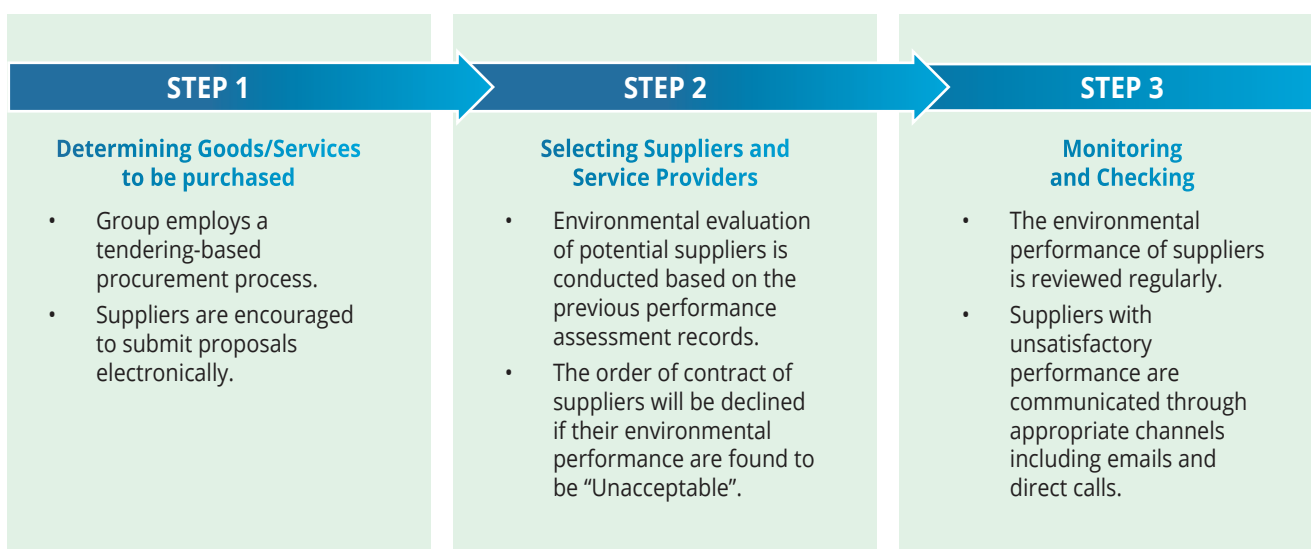 STEP 1
Determining Goods/Services
to be purchased
• Group employs a
tendering-based
procurement process.
• Suppliers are encouraged
to submit proposals
electronically.
STEP 2
Selecting Suppliers and
Service Providers
• Environmental evaluation
of potential suppliers is
conducted based on the
previous performance
assessment records.
• The order of contract of
suppliers will be declined
if their environmental
performance are found to
be “Unacceptable”.
STEP 3
Monitoring
and Checking
• The environmental
performance of suppliers
is reviewed regularly.
• Suppliers with
unsatisfactory
performance are
communicated through
appropriate channels
including emails and
direct calls.